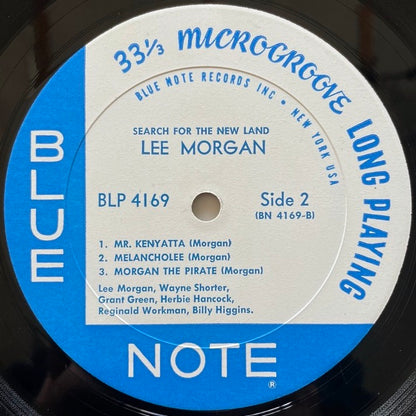 33⅓ MICROGROOVE LONG PLAYING
BLUE NOTE RECORDS INC • NEW YORK USA
SEARCH FOR THE NEW LAND
LEE MORGAN
BLP 4169
Side 2
(BN 4169-B)
1. MR. KENYATTA (Morgan)
2. MELANCHOLEE (Morgan)
3. MORGAN THE PIRATE (Morgan)
Lee Morgan, Wayne Shorter,
Grant Green, Herbie Hancock,
Reginald Workman, Billy Higgins.
BLUE
NOTE®